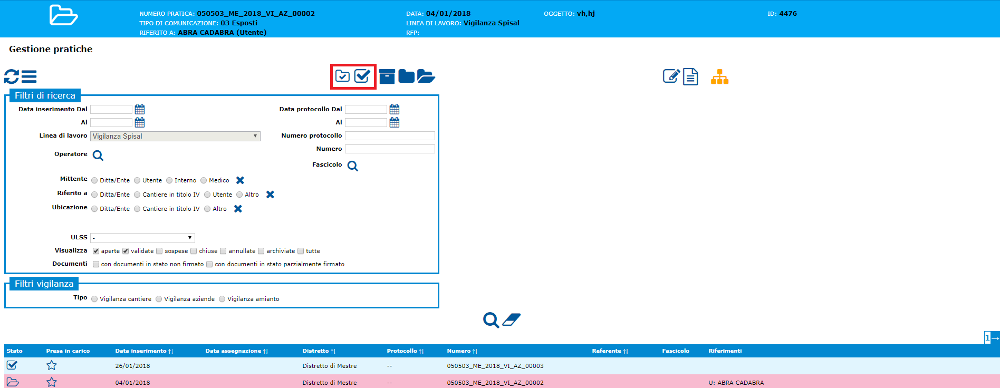 NUMERO PRATICA: 050503_ME_2018_VI_AZ_00002 DATA: 04/01/2018 OGGETTO: vh,hj ID: 4476
TIPO DI COMUNICAZIONE: 03 Esposti LINEA DI LAVORO: Vigilanza Spisal
RIFERITO A: ABRA CADABRA (Utente) RFP:
Gestione pratiche
Filtri di ricerca
Data inserimento Dal Data protocollo Dal
Al Al
Linea di lavoro Vigilanza Spisal Numero protocollo
Numero
Operatore
Fascicolo
Mittente Ditta/Ente Utente Interno Medico
Riferito a Ditta/Ente Cantiere in titolo IV Utente Altro
Ubicazione Ditta/Ente Cantiere in titolo IV Altro
ULSS -
Visualizza aperte validate sospese chiuse annullate archiviate tutte
Documenti con documenti in stato non firmato con documenti in stato parzialmente firmato
Filtri vigilanza
Tipo Vigilanza cantiere Vigilanza aziende Vigilanza amianto
1→
Stato Presa in carico Data inserimento ↑↓ Data assegnazione ↑↓ Distretto ↑↓ Protocollo ↑↓ Numero ↑↓ Referente ↑↓ Fascicolo Riferimenti
26/01/2018 Distretto di Mestre -- 050503_ME_2018_VI_AZ_00003
04/01/2018 Distretto di Mestre -- 050503_ME_2018_VI_AZ_00002 U: ABRA CADABRA